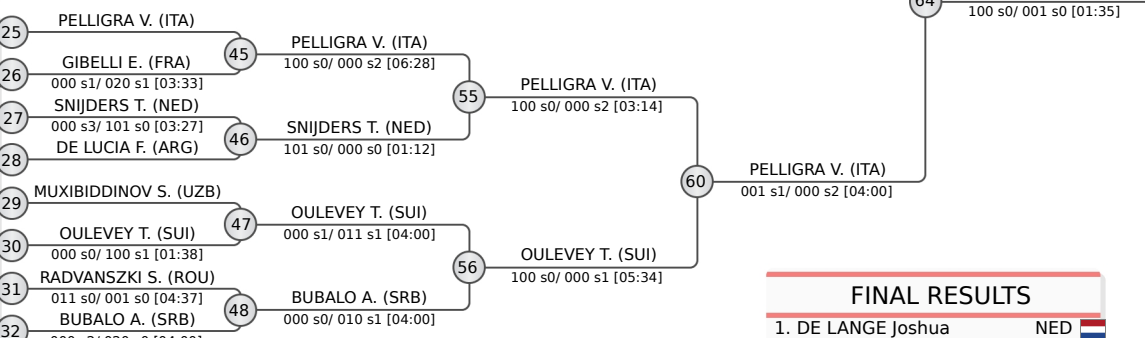 25
PELLIGRA V. (ITA)
26
GIBELLI E. (FRA)
000 s1/ 020 s1 [03:33]
27
SNIJDERS T. (NED)
000 s3/ 101 s0 [03:27]
28
DE LUCIA F. (ARG)
29
MUXIBIDDINOV S. (UZB)
30
OULEVEY T. (SUI)
000 s0/ 100 s1 [01:38]
31
RADVANSZKI S. (ROU)
011 s0/ 001 s0 [04:37]
32
BUBALO A. (SRB)
45
PELLIGRA V. (ITA)
100 s0/ 000 s2 [06:28]
46
SNIJDERS T. (NED)
101 s0/ 000 s0 [01:12]
47
OULEVEY T. (SUI)
000 s1/ 011 s1 [04:00]
48
BUBALO A. (SRB)
000 s0/ 010 s1 [04:00]
55
PELLIGRA V. (ITA)
100 s0/ 000 s2 [03:14]
56
OULEVEY T. (SUI)
100 s0/ 000 s1 [05:34]
60
PELLIGRA V. (ITA)
001 s1/ 000 s2 [04:00]
64
100 s0/ 001 s0 [01:35]
FINAL RESULTS
1. DE LANGE Joshua NED